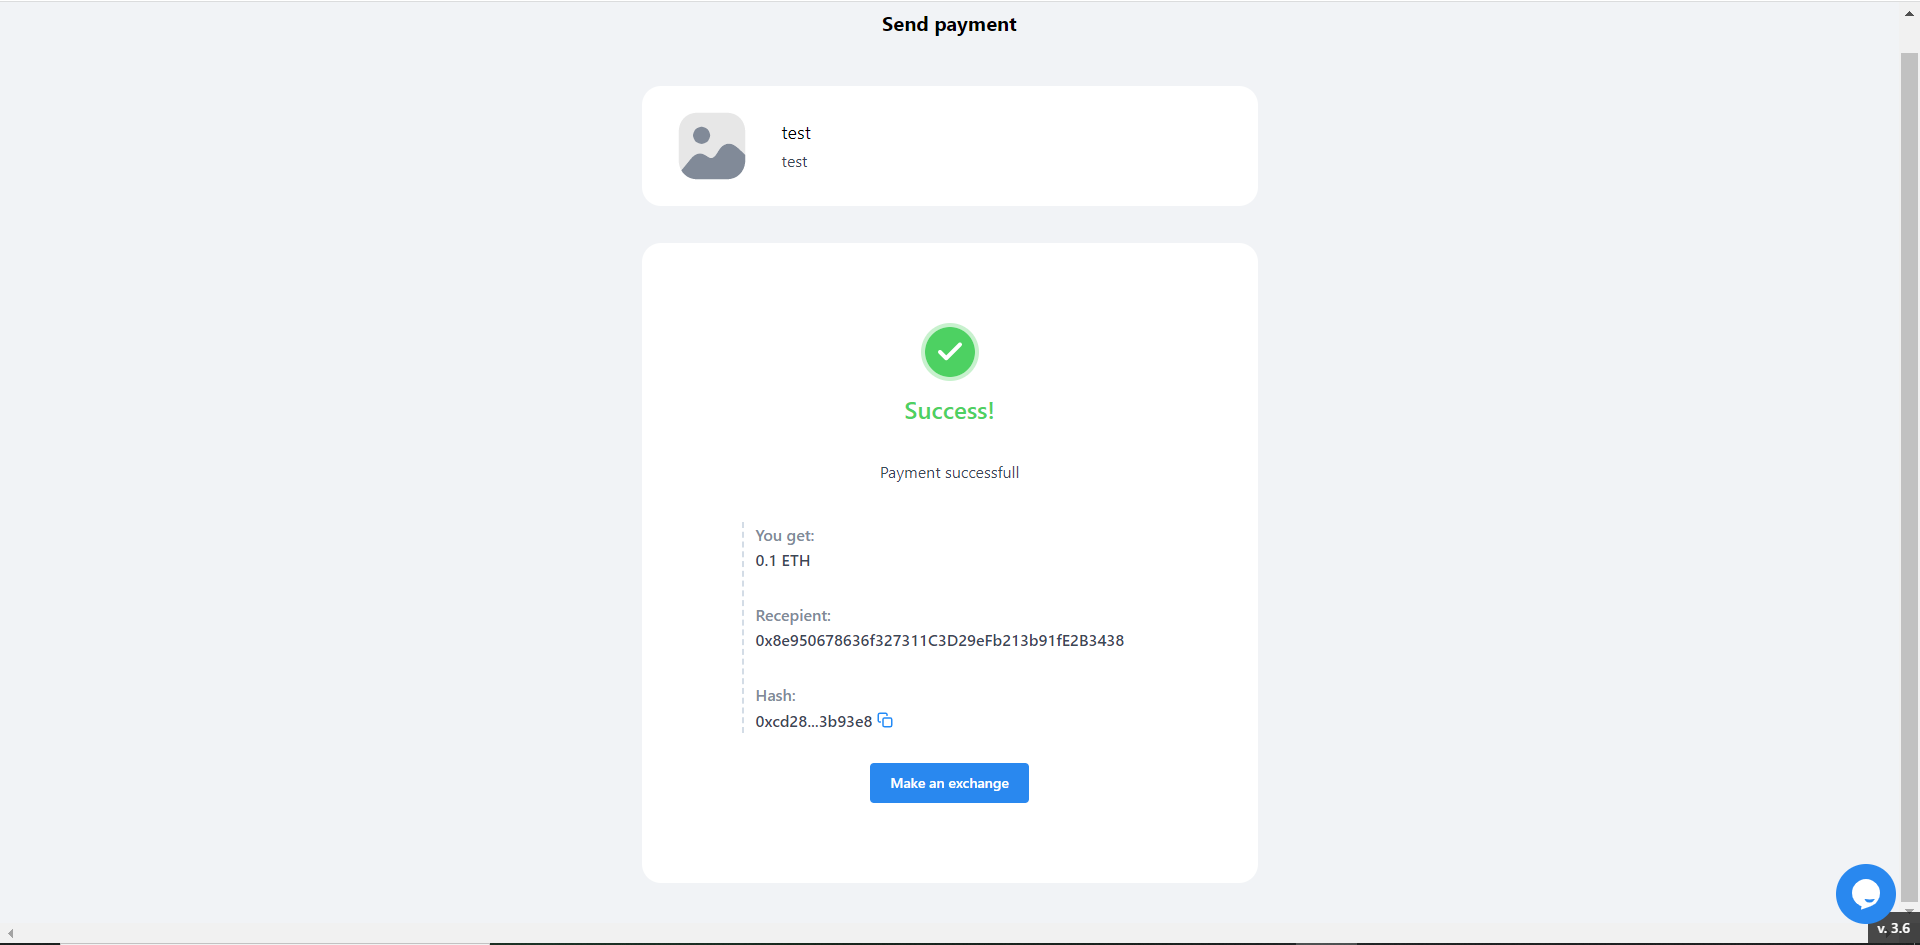 Send payment
test
test
Success!
Payment successfull
You get:
0.1 ETH
Recepient:
0x8e950678636f327311C3D29eFb213b91fE2B3438
Hash:
0xcd28...3b93e8
Make an exchange
v. 3.6